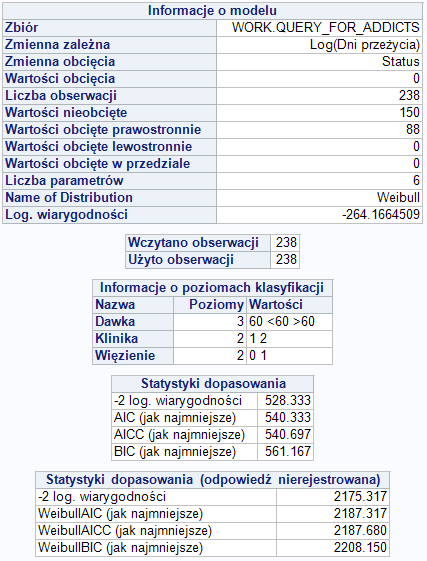 Informacje o modelu
Zbiór WORK.QUERY_FOR_ADDICTS
Zmienna zależna Log(Dni przeżycia)
Zmienna obcięcia Status
Wartości obcięcia 0
Liczba obserwacji 238
Wartości nieobcięte 150
Wartości obcięte prawostronnie 88
Wartości obcięte lewostronnie 0
Wartości obcięte w przedziale 0
Liczba parametrów 6
Name of Distribution Weibull
Log. wiarygodności -264.1664509
Wczytano obserwacji 238
Użyto obserwacji 238
Informacje o poziomach klasyfikacji
Nazwa Poziomy Wartości
Dawka 3 60 <60 >60
Klinika 2 1 2
Więzienie 2 0 1
Statystyki dopasowania
-2 log. wiarygodności 528.333
AIC (jak najmniejsze) 540.333
AICC (jak najmniejsze) 540.697
BIC (jak najmniejsze) 561.167
Statystyki dopasowania (odpowiedź nierejestrowana)
-2 log. wiarygodności 2175.317
WeibullAIC (jak najmniejsze) 2187.317
WeibullAICC (jak najmniejsze) 2187.680
WeibullBIC (jak najmniejsze) 2208.150